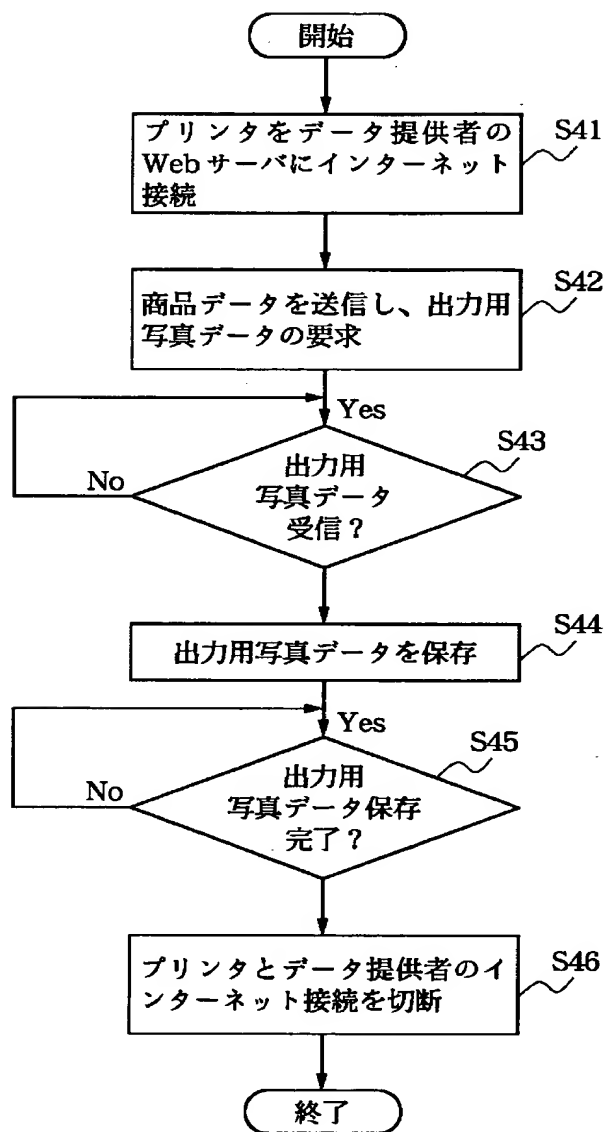 開始
プリンタをデータ提供者の
Webサーバにインターネット
接続
S41
商品データを送信し、出力用
写真データの要求
S42
Yes
出力用
写真データ
受信？
S43
No
出力用写真データを保存
S44
Yes
出力用
写真データ保存
完了？
S45
No
プリンタとデータ提供者のイ
ンターネット接続を切断
S46
終了